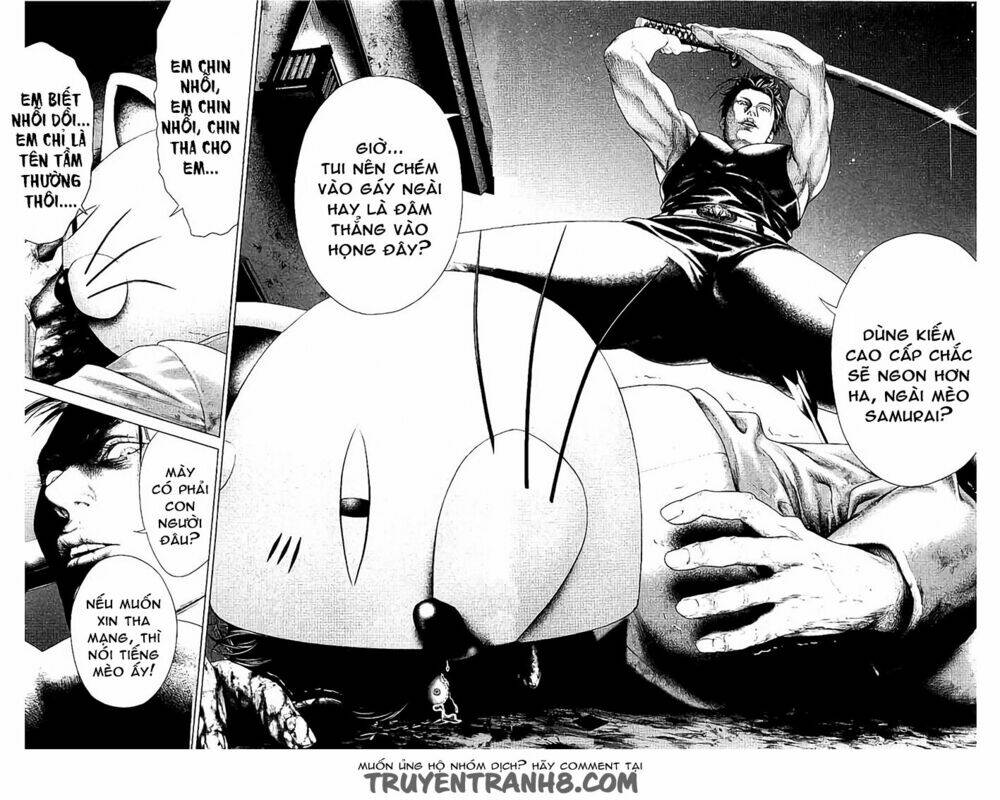 EM CHIN
NHỖI,
EM CHIN
NHỖI, CHIN
THA CHO
EM...
EM BIẾT
NHỖI DỒI...
EM CHỈ LÀ
TÊN TẦM
THƯỜNG
THÔI....
MÀY
CÓ PHẢI
CON
NGƯỜI
ĐÂU?
NẾU MUỐN
XIN THA
MẠNG, THÌ
NÓI TIẾNG
MÈO ẤY!
GIỜ...
TUI NÊN CHÉM
VÀO GÁY NGÀI
HAY LÀ ĐÂM
THẲNG VÀO
HỌNG ĐÂY?
DÙNG KIẾM
CAO CẤP CHẮC
SẼ NGON HƠN
HA, NGÀI MÈO
SAMURAI?
MUỐN ỦNG HỘ NHÓM DỊCH? HÃY COMMENT TẠI
TRUYENTRANH8.COM